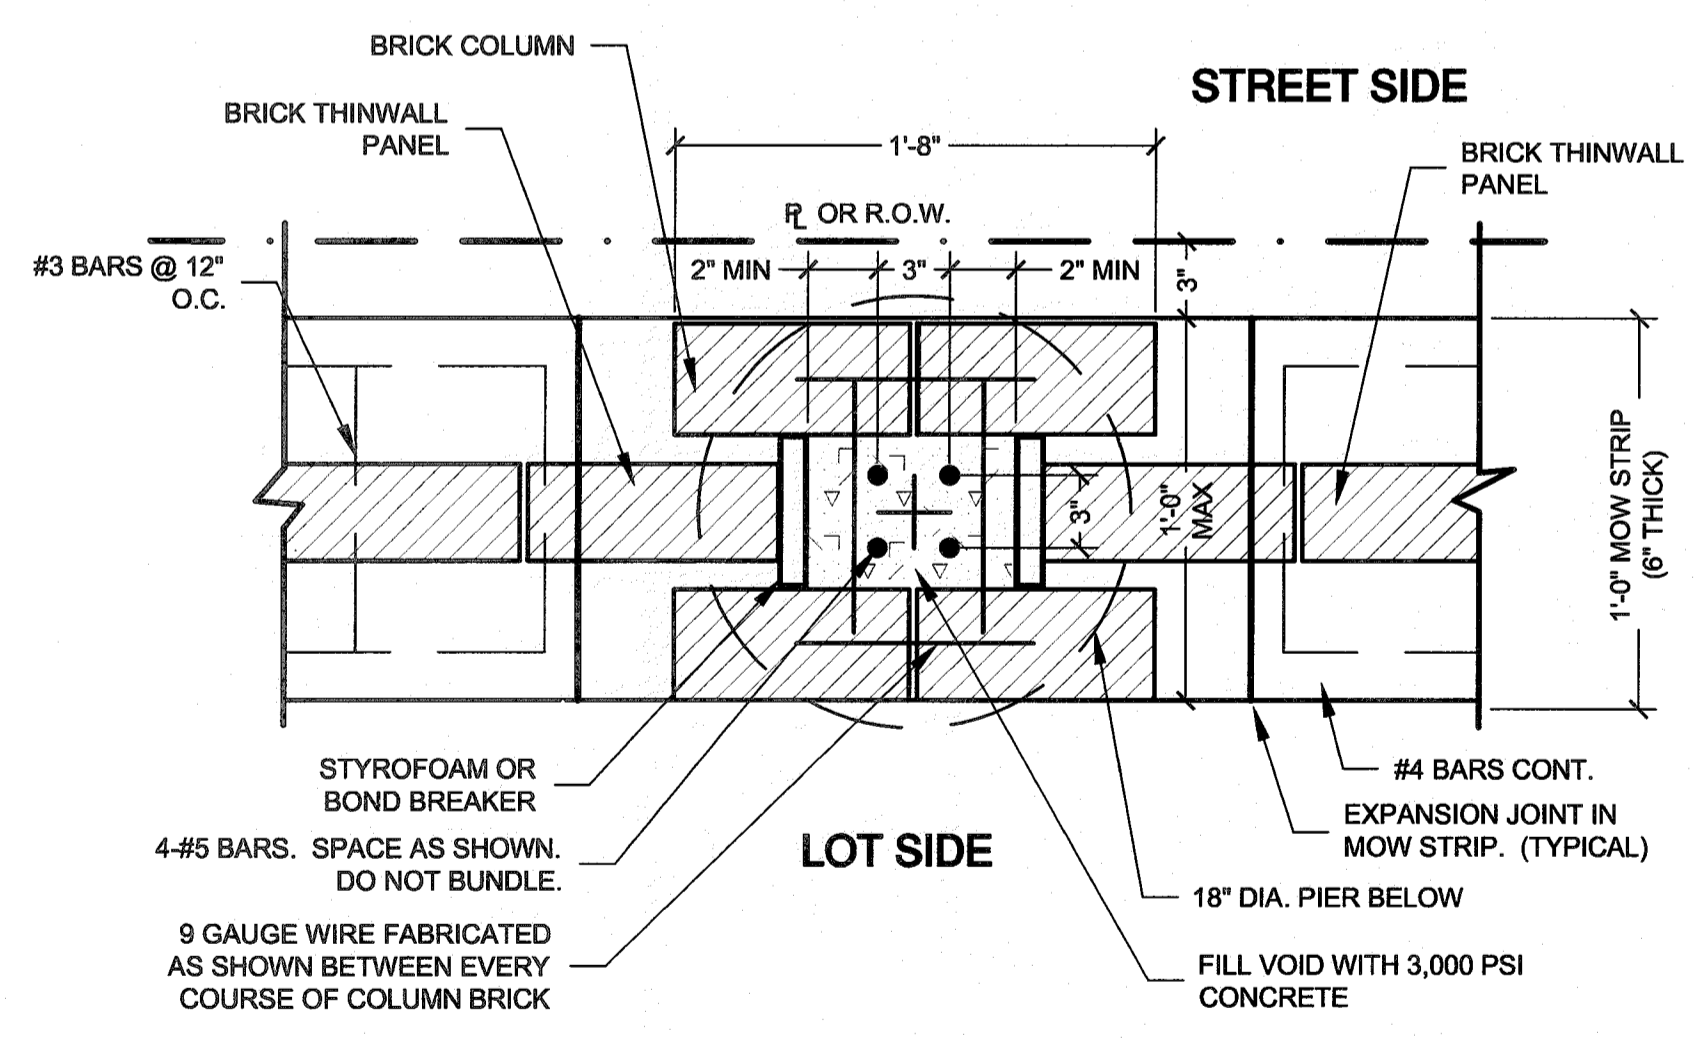 BRICK COLUMN
STREET SIDE
BRICK THINWALL
PANEL
1'-8"
BRICK THINWALL
PANEL
PL OR R.O.W.
#3 BARS @ 12"
O.C.
2" MIN
3"
2" MIN
3"
3"
1'-0"
MAX
1'-0" MOW STRIP
(6" THICK)
STYROFOAM OR
BOND BREAKER
#4 BARS CONT.
EXPANSION JOINT IN
MOW STRIP. (TYPICAL)
4-#5 BARS. SPACE AS SHOWN.
DO NOT BUNDLE.
LOT SIDE
18" DIA. PIER BELOW
9 GAUGE WIRE FABRICATED
AS SHOWN BETWEEN EVERY
COURSE OF COLUMN BRICK
FILL VOID WITH 3,000 PSI
CONCRETE